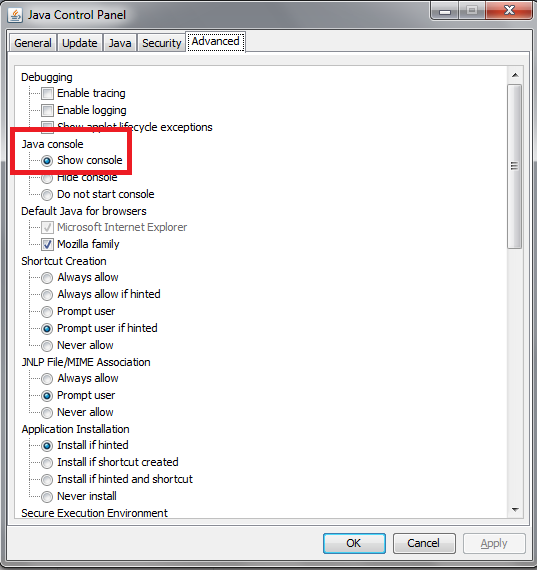 Java Control Panel
General Update Java Security Advanced
Debugging
Enable tracing
Enable logging
Show applet lifecycle exceptions
Java console
Show console
Hide console
Do not start console
Default Java for browsers
Microsoft Internet Explorer
Mozilla family
Shortcut Creation
Always allow
Always allow if hinted
Prompt user
Prompt user if hinted
Never allow
JNLP File/MIME Association
Always allow
Prompt user
Never allow
Application Installation
Install if hinted
Install if shortcut created
Install if hinted and shortcut
Never install
Secure Execution Environment
OK Cancel Apply